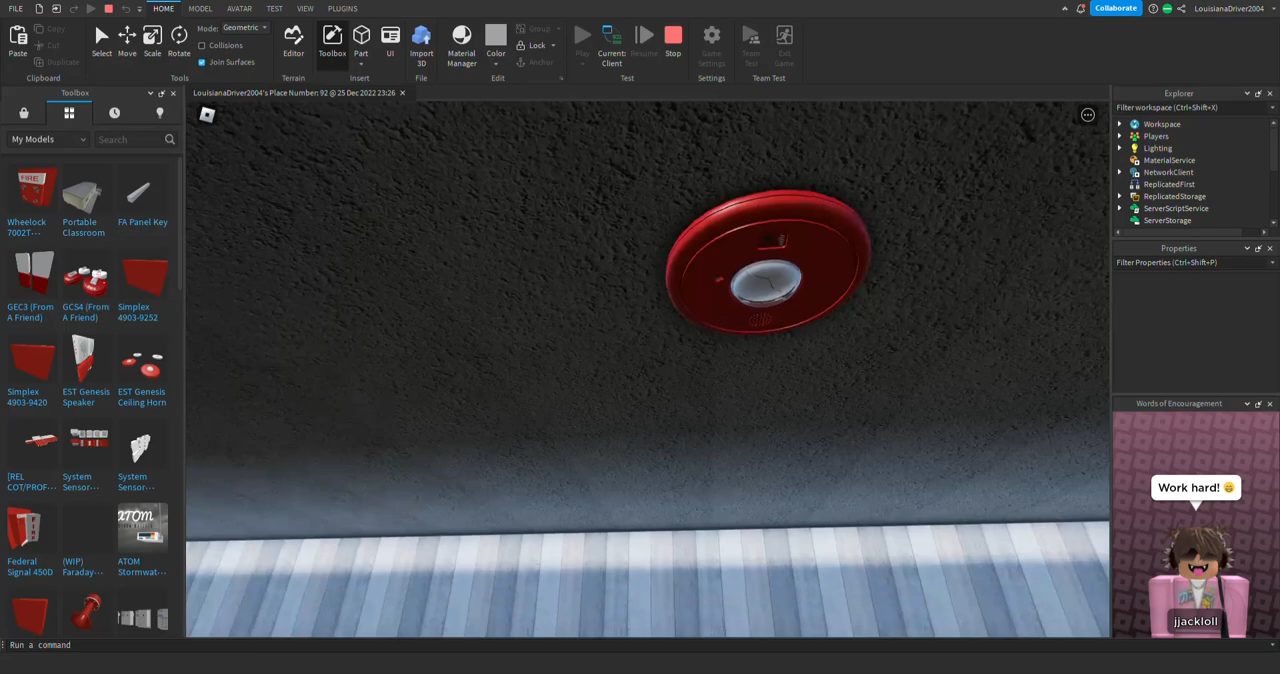 FILE HOME MODEL AVATAR TEST VIEW PLUGINS Collaborate LouisianaDriver2004
Paste
Copy
Cut
Duplicate
Clipboard
Select Move Scale Rotate
Mode: Geometric
Collisions
Join Surfaces
Tools
Editor
Terrain
Toolbox Part UI
Insert
Import
3D
File
Material
Manager
Color
Group
Lock
Anchor
Edit
Play
Current:
Client
Resume
Stop
Test
Game
Settings
Settings
Team
Test
Exit
Game
Team Test
Toolbox
LouisianaDriver2004's Place Number: 92 @ 25 Dec 2022 23:26
My Models
Search
FIRE
Wheelock
7002T···
Portable
Classroom
FA Panel Key
GEC3 (From
A Friend)
GCS4 (From
A Friend)
Simplex
4903-9252
Simplex
4903-9420
EST Genesis
Speaker
EST Genesis
Ceiling Horn
[REL
COT/PROF···
System
Sensor···
System
Sensor···
FIRE
ATOM
Federal
Signal 450D
(WIP)
Faraday···
ATOM
Stormwat···
Explorer
Filter workspace (Ctrl+Shift+X)
Workspace
Players
Lighting
MaterialService
NetworkClient
ReplicatedFirst
ReplicatedStorage
ServerScriptService
ServerStorage
Properties
Filter Properties (Ctrl+Shift+P)
Words of Encouragement
Work hard! 😁
jjackloll
Run a command